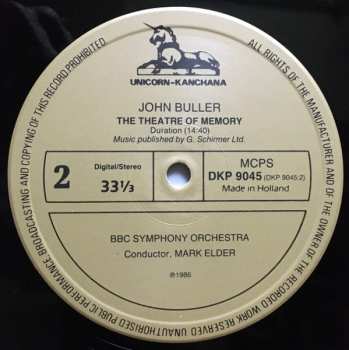 UNICORN-KANCHANA
JOHN BULLER
THE THEATRE OF MEMORY
Duration (14:40)
Music published by G. Schirmer Ltd.
2
Digital/Stereo
33⅓
MCPS
DKP 9045 (DKP 9045:2)
Made in Holland
BBC SYMPHONY ORCHESTRA
Conductor, MARK ELDER
℗1986
ALL RIGHTS OF THE MANUFACTURER AND OF THE OWNER OF THE RECORDED WORK RESERVED UNAUTHORISED PUBLIC PERFORMANCE BROADCASTING AND COPYING OF THIS RECORD PROHIBITED